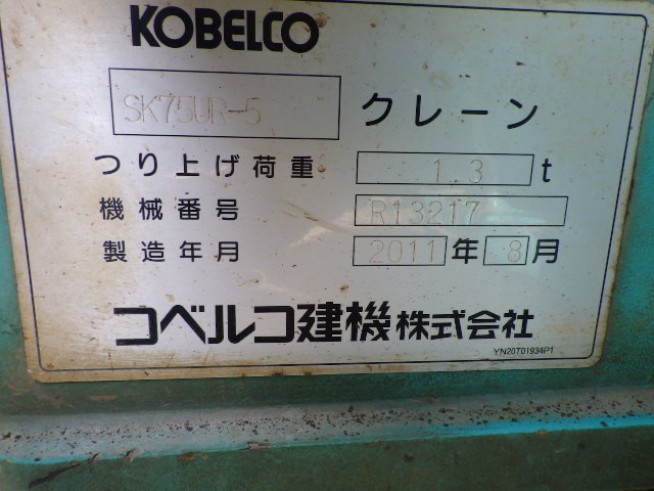 KOBELCO
SK75UR-5 クレーン
つり上げ荷重 1.3 t
機械番号 R13217
製造年月 2011 年 8 月
コベルコ建機株式会社
YN20T01934P1